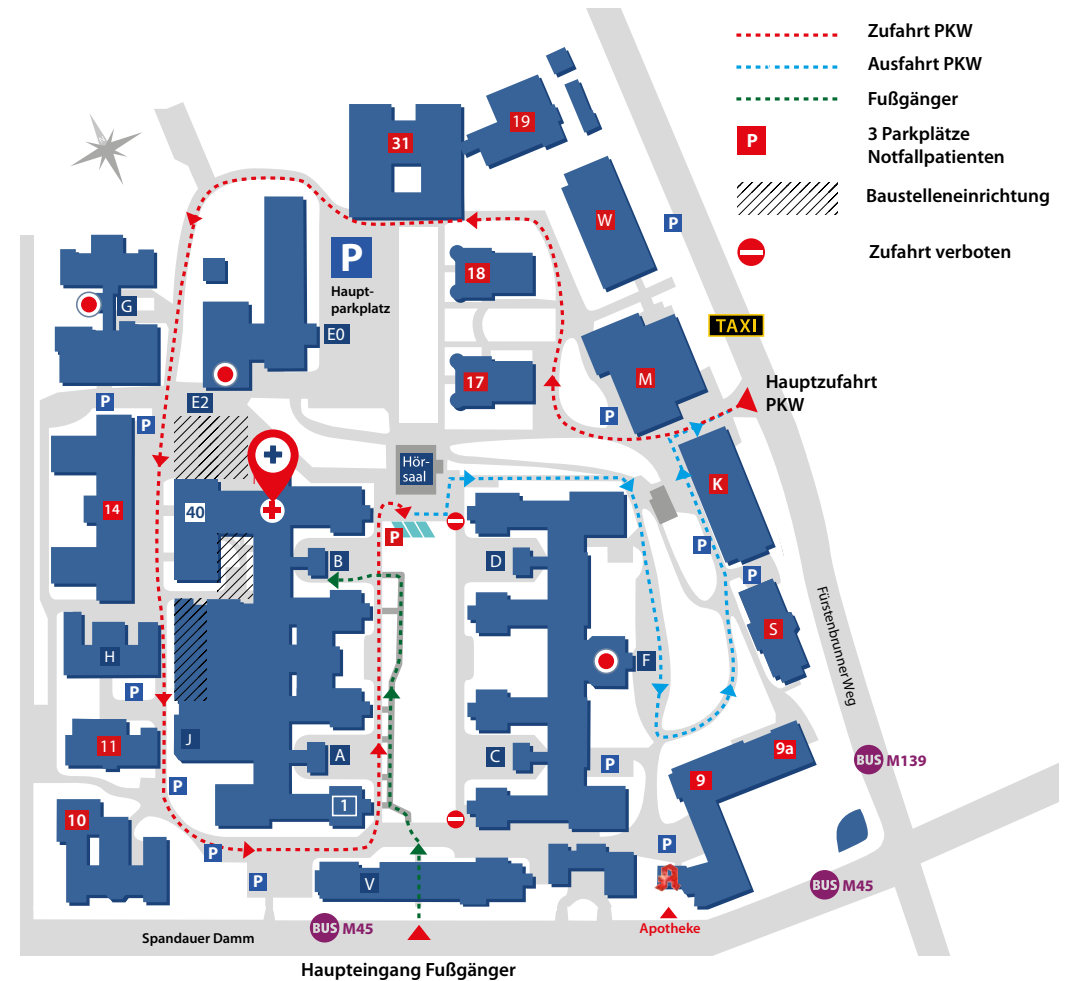 Zufahrt PKW
Ausfahrt PKW
Fußgänger
P
3 Parkplätze
Notfallpatienten
Baustelleneinrichtung
Zufahrt verboten
31
19
W
P
18
P
Haupt-
parkplatz
G
E0
TAXI
17
M
Hauptzufahrt
PKW
P
E2
P
P
Hör-
saal
K
14
40
P
B
D
P
P
S
Fürstenbrunner Weg
H
F
P
J
11
A
C
P
9
9a
BUS M139
P
1
10
P
P
P
V
BUS M45
A
Apotheke
BUS M45
Spandauer Damm
Haupteingang Fußgänger